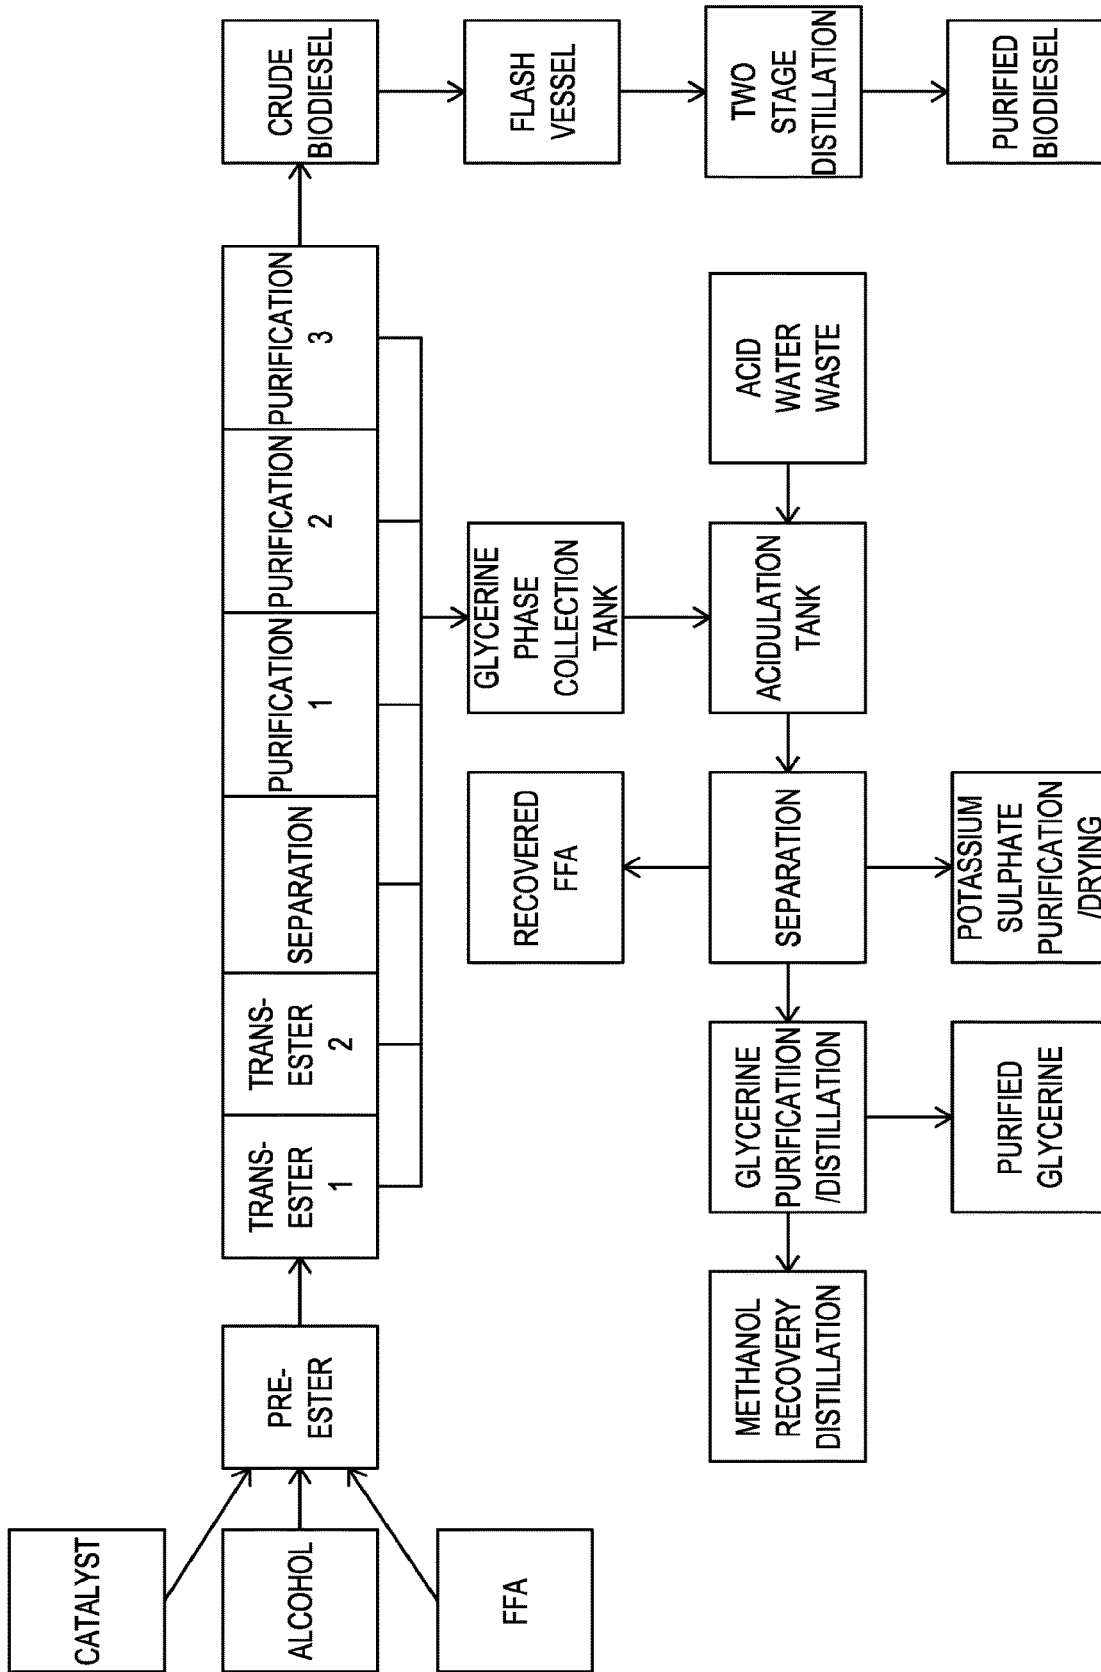 CATALYST
ALCOHOL
FFA
PRE-
ESTER
TRANS-
ESTER
1
TRANS-
ESTER
2
SEPARATION
PURIFICATION
1
PURIFICATION
2
PURIFICATION
3
CRUDE
BIODIESEL
FLASH
VESSEL
TWO
STAGE
DISTILLATION
PURIFIED
BIODIESEL
GLYCERINE
PHASE
COLLECTION
TANK
ACID
WATER
WASTE
ACIDULATION
TANK
SEPARATION
RECOVERED
FFA
POTASSIUM
SULPHATE
PURIFICATION
/DRYING
GLYCERINE
PURIFICATIION
/DISTILLATION
PURIFIED
GLYCERINE
METHANOL
RECOVERY
DISTILLATION